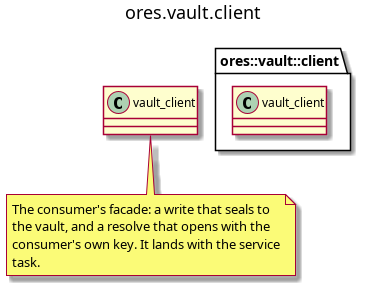 ores.vault.client
ores::vault::client
C vault_client
C vault_client
The consumer's facade: a write that seals to
the vault, and a resolve that opens with the
consumer's own key. It lands with the service
task.